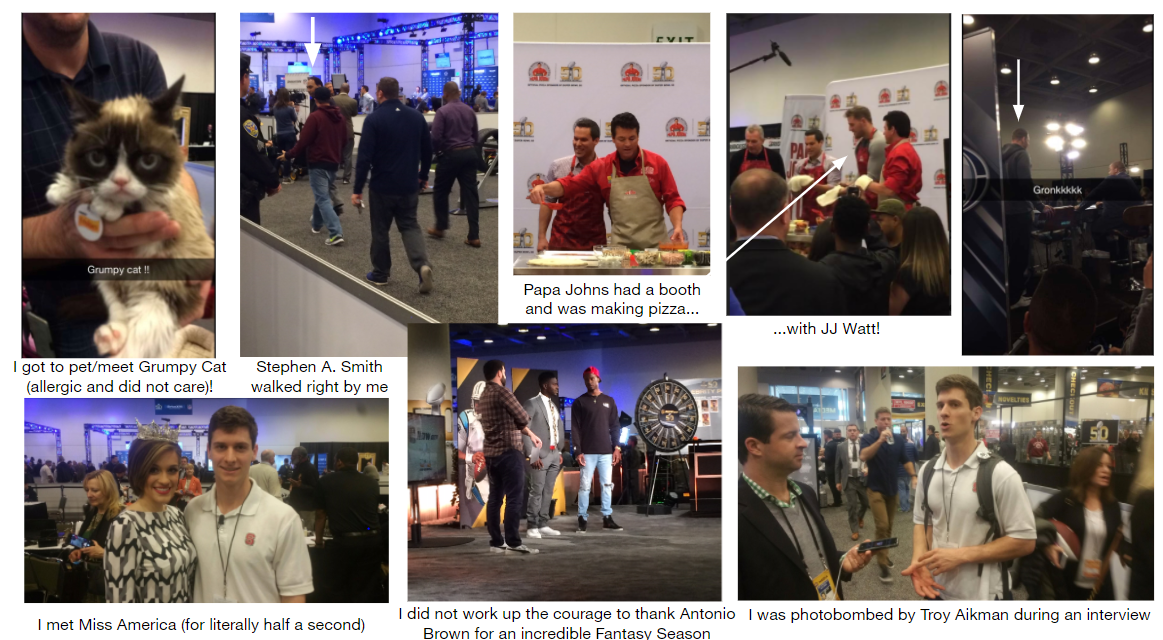 EXIT
Gronkkkkk
Grumpy cat !!
Papa Johns had a booth
and was making pizza...
...with JJ Watt!
I got to pet/meet Grumpy Cat
(allergic and did not care)!
Stephen A. Smith
walked right by me
NOVELTIES
50
I met Miss America (for literally half a second)
I did not work up the courage to thank Antonio
Brown for an incredible Fantasy Season
I was photobombed by Troy Aikman during an interview